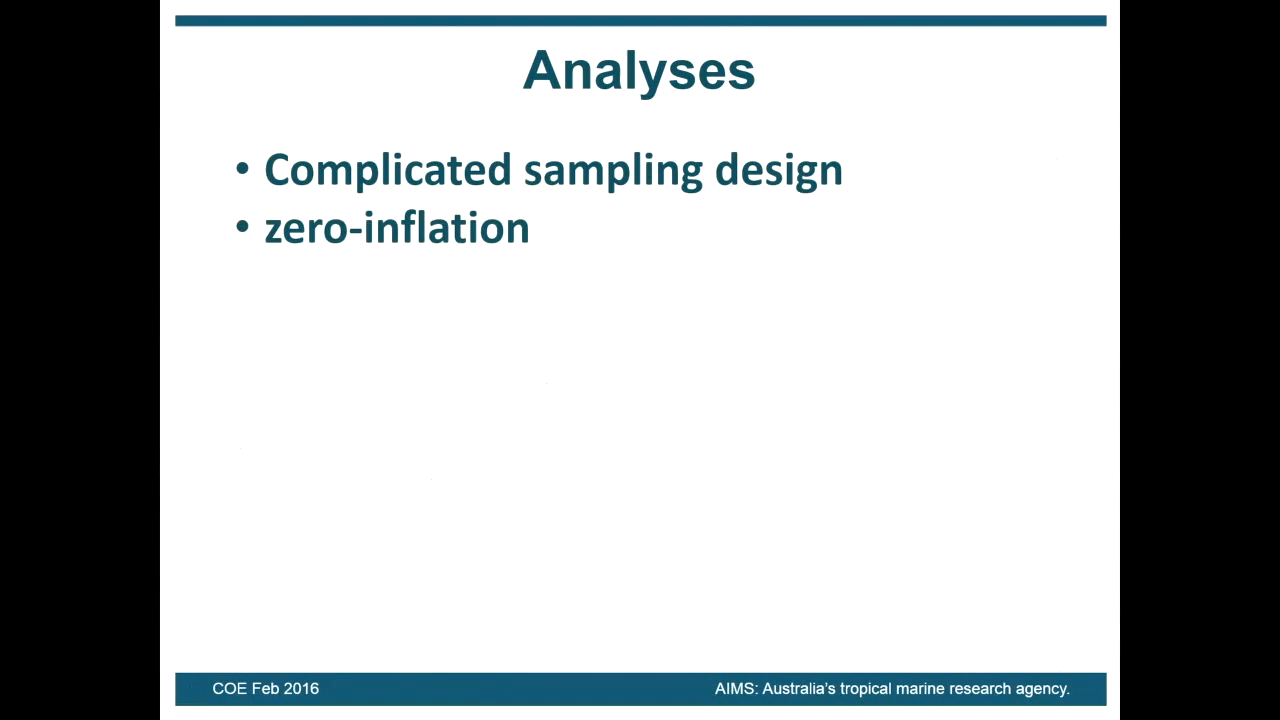 Analyses
• Complicated sampling design
• zero-inflation
COE Feb 2016
AIMS: Australia's tropical marine research agency.